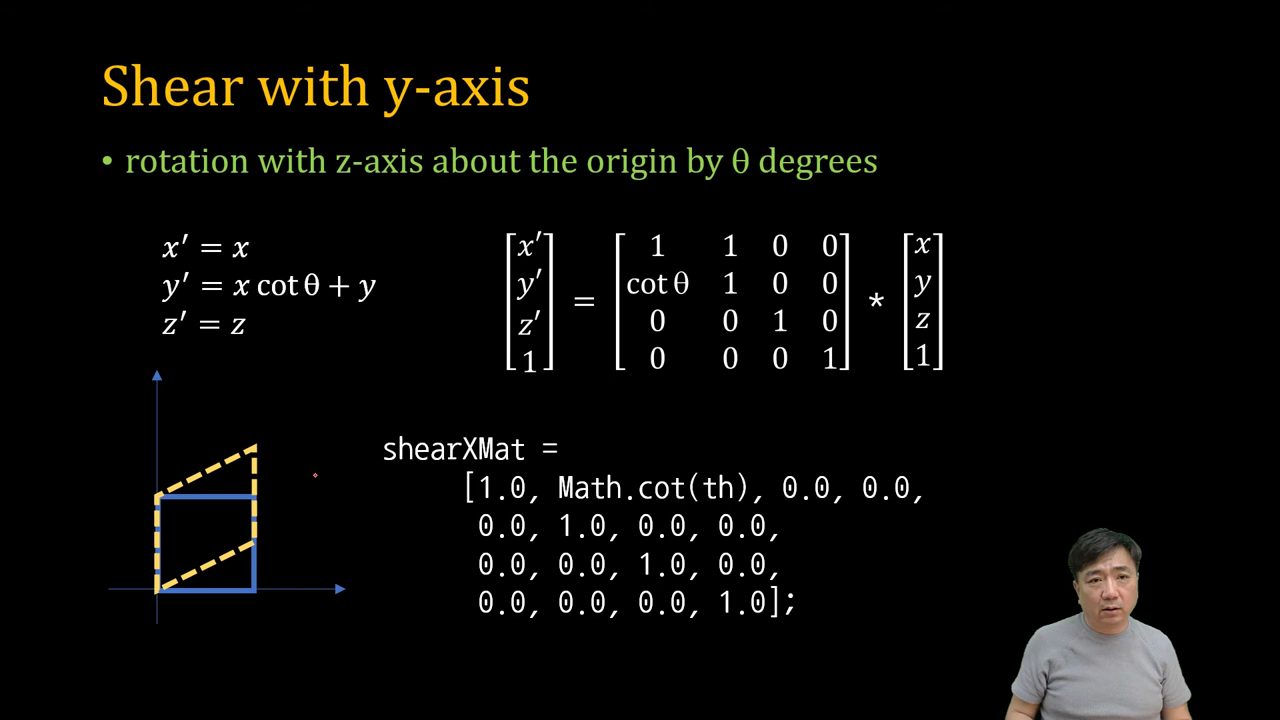 Shear with y-axis
• rotation with z-axis about the origin by θ degrees
x′ = x
y′ = x cot θ + y
z′ = z
[x′ y′ z′ 1] = [1 1 0 0; cot θ 1 0 0; 0 0 1 0; 0 0 0 1] * [x y z 1]
shearXMat =
[1.0, Math.cot(th), 0.0, 0.0,
0.0, 1.0, 0.0, 0.0,
0.0, 0.0, 1.0, 0.0,
0.0, 0.0, 0.0, 1.0];